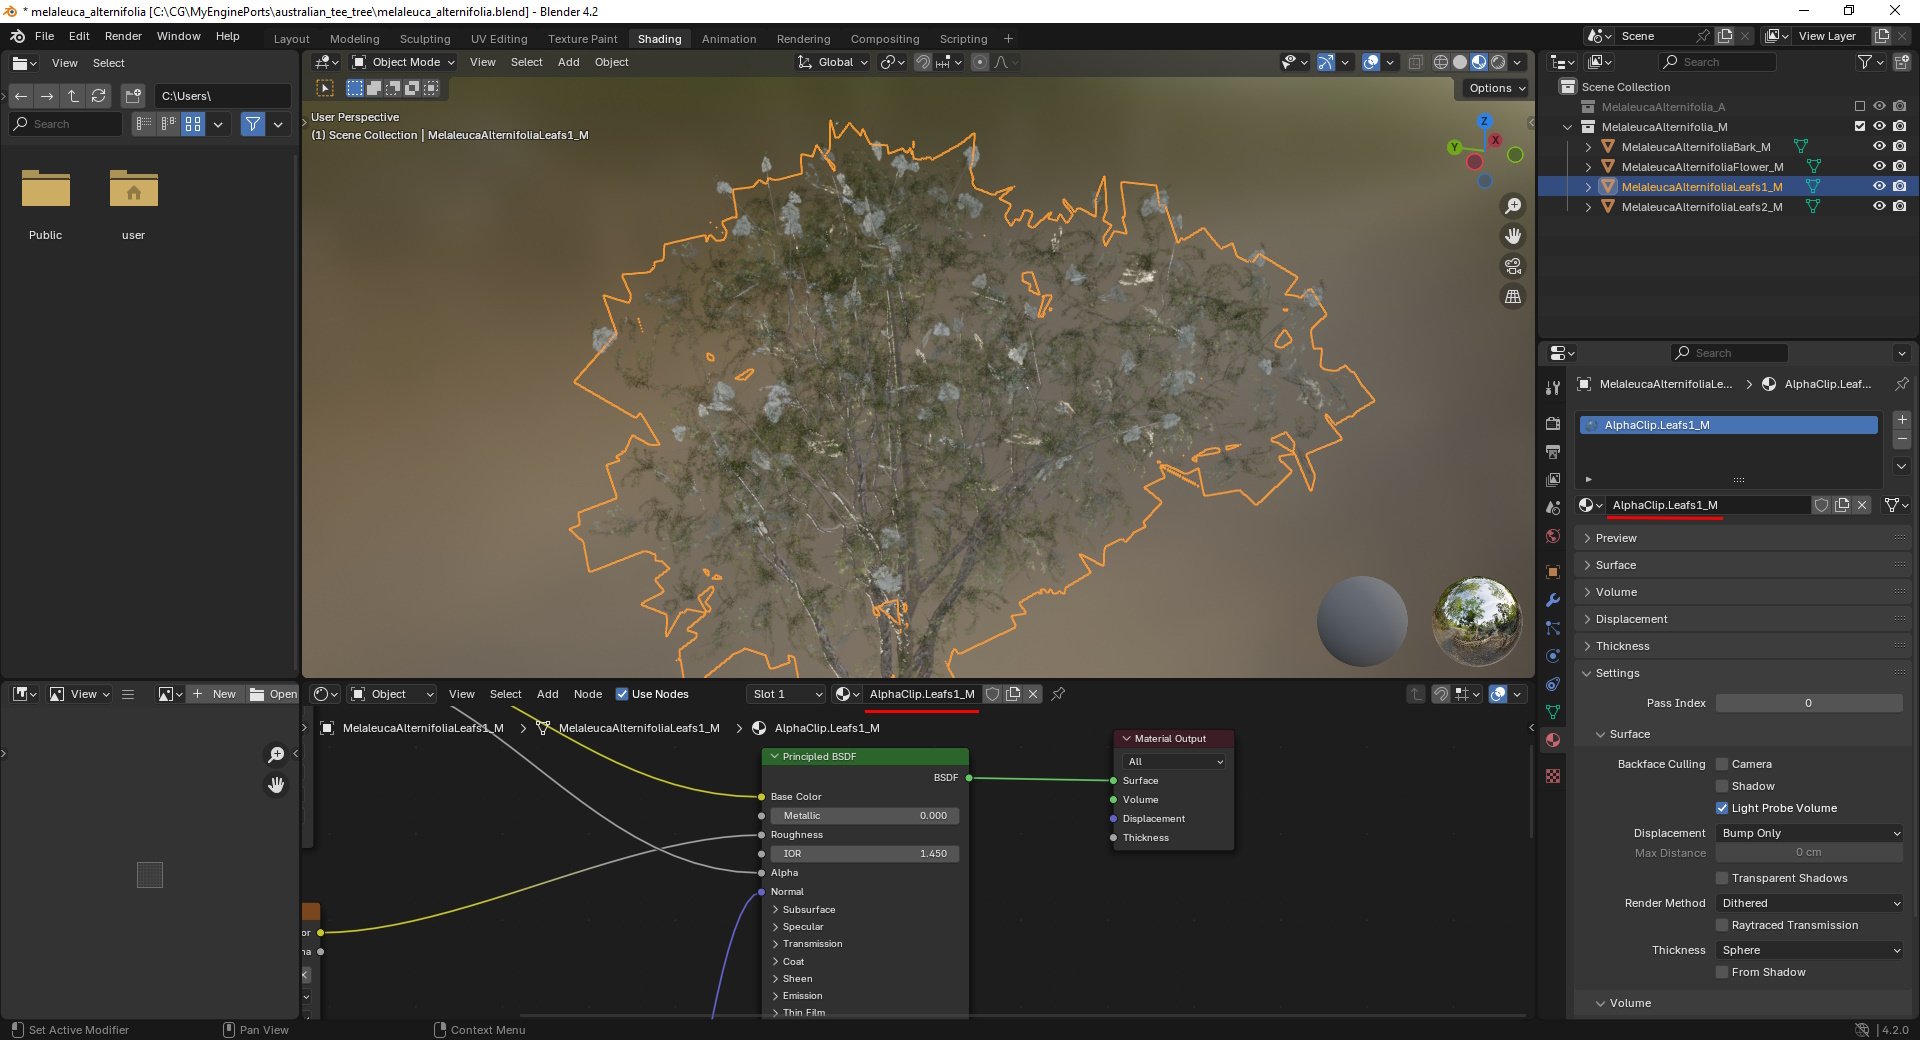 * melaleuca_alternifolia [C:\CG\MyEnginePorts\australian_tee_tree\melaleuca_alternifolia.blend] - Blender 4.2
File Edit Render Window Help
Layout Modeling Sculpting UV Editing Texture Paint Shading Animation Rendering Compositing Scripting +
Scene
View Layer
View Select
C:\Users\
Search
Public
user
Object Mode View Select Add Object
Global
Options
User Perspective
(1) Scene Collection | MelaleucaAlternifoliaLeafs1_M
Z
X
Y
Search
Scene Collection
MelaleucaAlternifolia_A
MelaleucaAlternifolia_M
MelaleucaAlternifoliaBark_M
MelaleucaAlternifoliaFlower_M
MelaleucaAlternifoliaLeafs1_M
MelaleucaAlternifoliaLeafs2_M
Search
MelaleucaAlternifoliaLe...
AlphaClip.Leaf...
AlphaClip.Leafs1_M
AlphaClip.Leafs1_M
Preview
Surface
Volume
Displacement
Thickness
Settings
Pass Index 0
Surface
Backface Culling Camera
Shadow
Light Probe Volume
Displacement Bump Only
Max Distance 0 cm
Transparent Shadows
Render Method Dithered
Raytraced Transmission
Thickness Sphere
From Shadow
Volume
View
New
Open
Object View Select Add Node Use Nodes
Slot 1
AlphaClip.Leafs1_M
MelaleucaAlternifoliaLeafs1_M > MelaleucaAlternifoliaLeafs1_M > AlphaClip.Leafs1_M
Principled BSDF
BSDF
Base Color
Metallic 0.000
Roughness
IOR 1.450
Alpha
Normal
Subsurface
Specular
Transmission
Coat
Sheen
Emission
Thin Film
Material Output
All
Surface
Volume
Displacement
Thickness
or
na
Set Active Modifier
Pan View
Context Menu
4.2.0